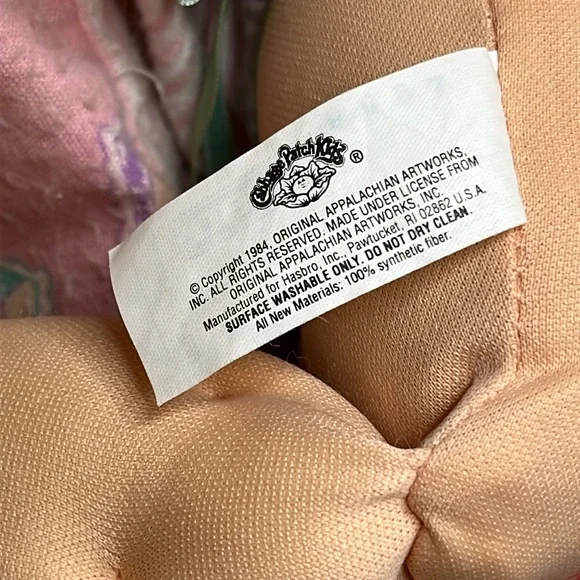 Cabbage Patch Kids ®
© Copyright 1984, ORIGINAL APPALACHIAN ARTWORKS,
INC. ALL RIGHTS RESERVED. MADE UNDER LICENSE FROM
ORIGINAL APPALACHIAN ARTWORKS, INC.
Manufactured for Hasbro, Inc., Pawtucket, RI 02862 U.S.A.
SURFACE WASHABLE ONLY. DO NOT DRY CLEAN.
All New Materials: 100% synthetic fiber.